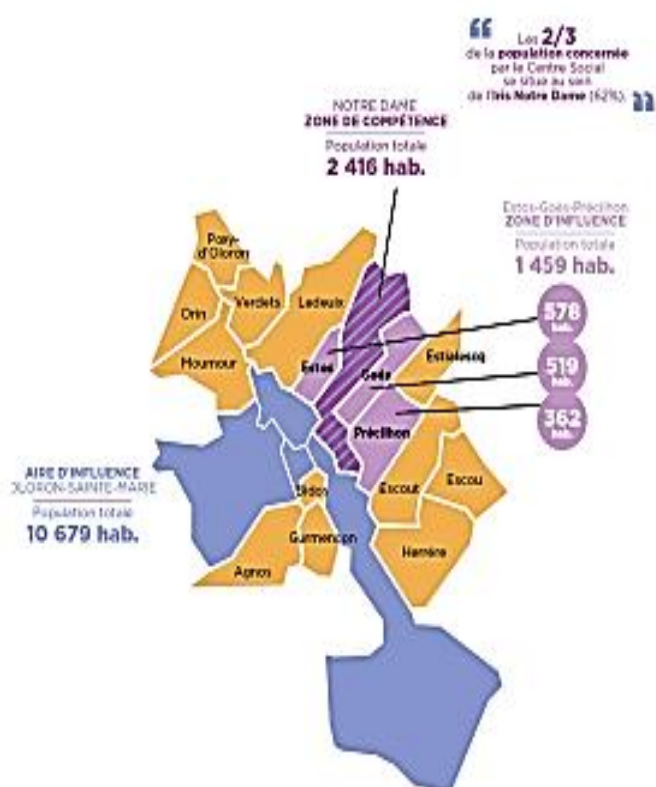 “
Les 2/3
de la population concernée
par le Centre Social
se situe au sein
de l'Iris Notre Dame (62%).
”
NOTRE DAME
ZONE DE COMPÉTENCE
Population totale
2 416 hab.
Estos-Goès-Précilhon
ZONE D'INFLUENCE
Population totale
1 459 hab.
578
hab.
519
hab.
362
hab.
Poey-
d'Oloron
Verdets
Ledeuix
Orin
Moumour
Estos
Goès
Estialescq
Précilhon
Escout
Escou
Herrère
Bidos
Gurmençon
Agnos
AIRE D'INFLUENCE
OLORON-SAINTE-MARIE
Population totale
10 679 hab.